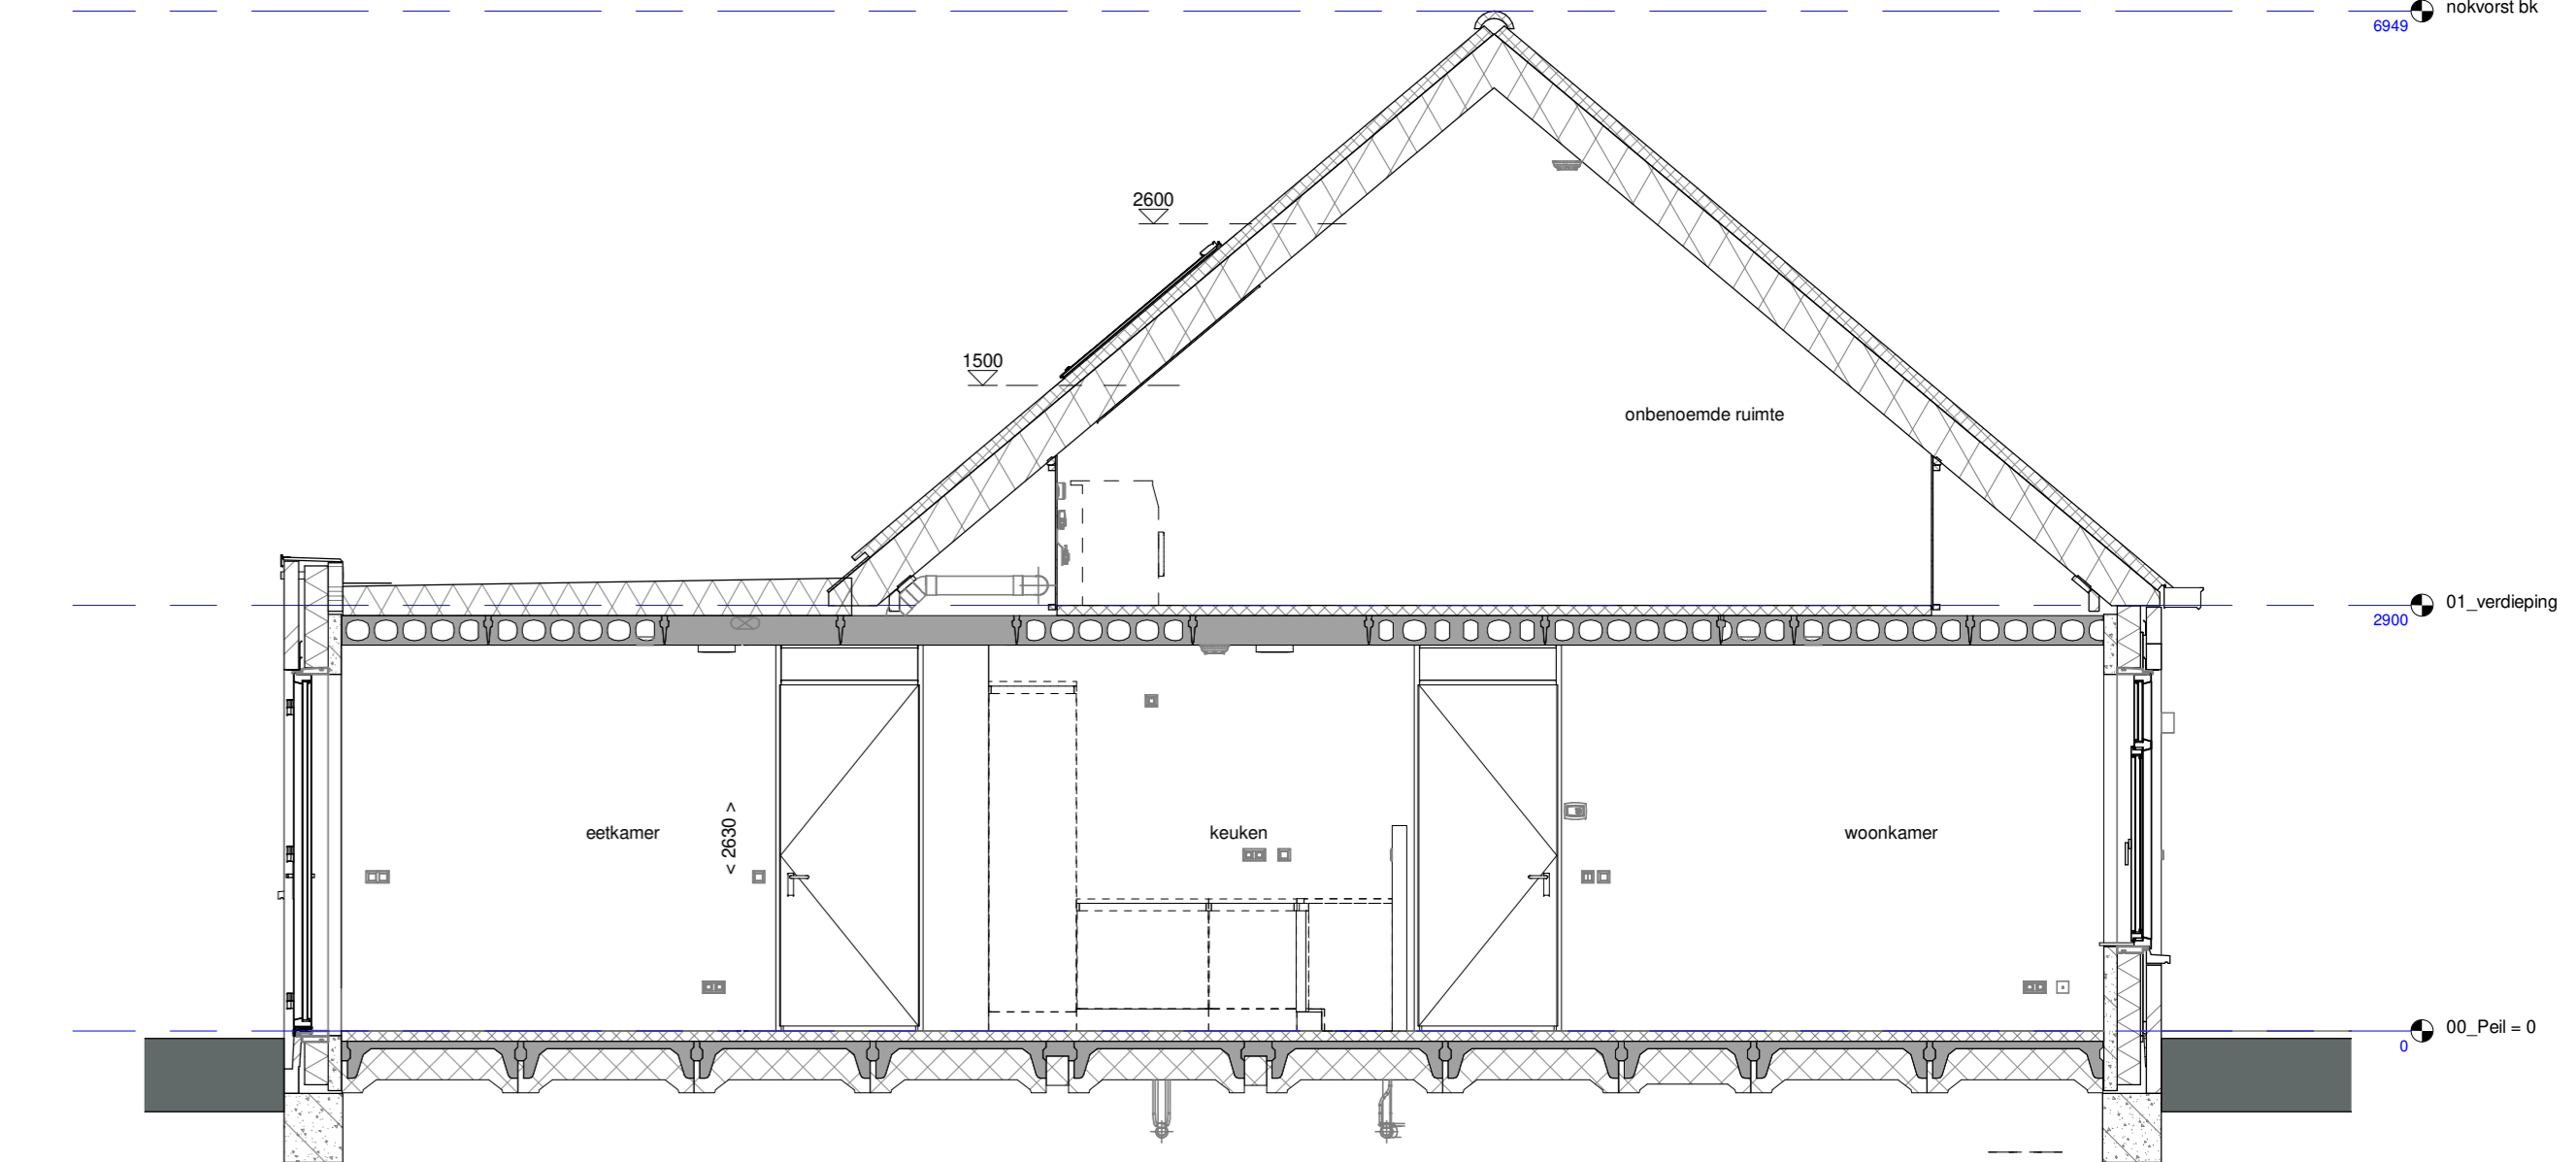 nokvorst bk
6949
2600
1500
onbenoemde ruimte
01_verdieping
2900
eetkamer
< 2630 >
keuken
woonkamer
00_Peil = 0
0